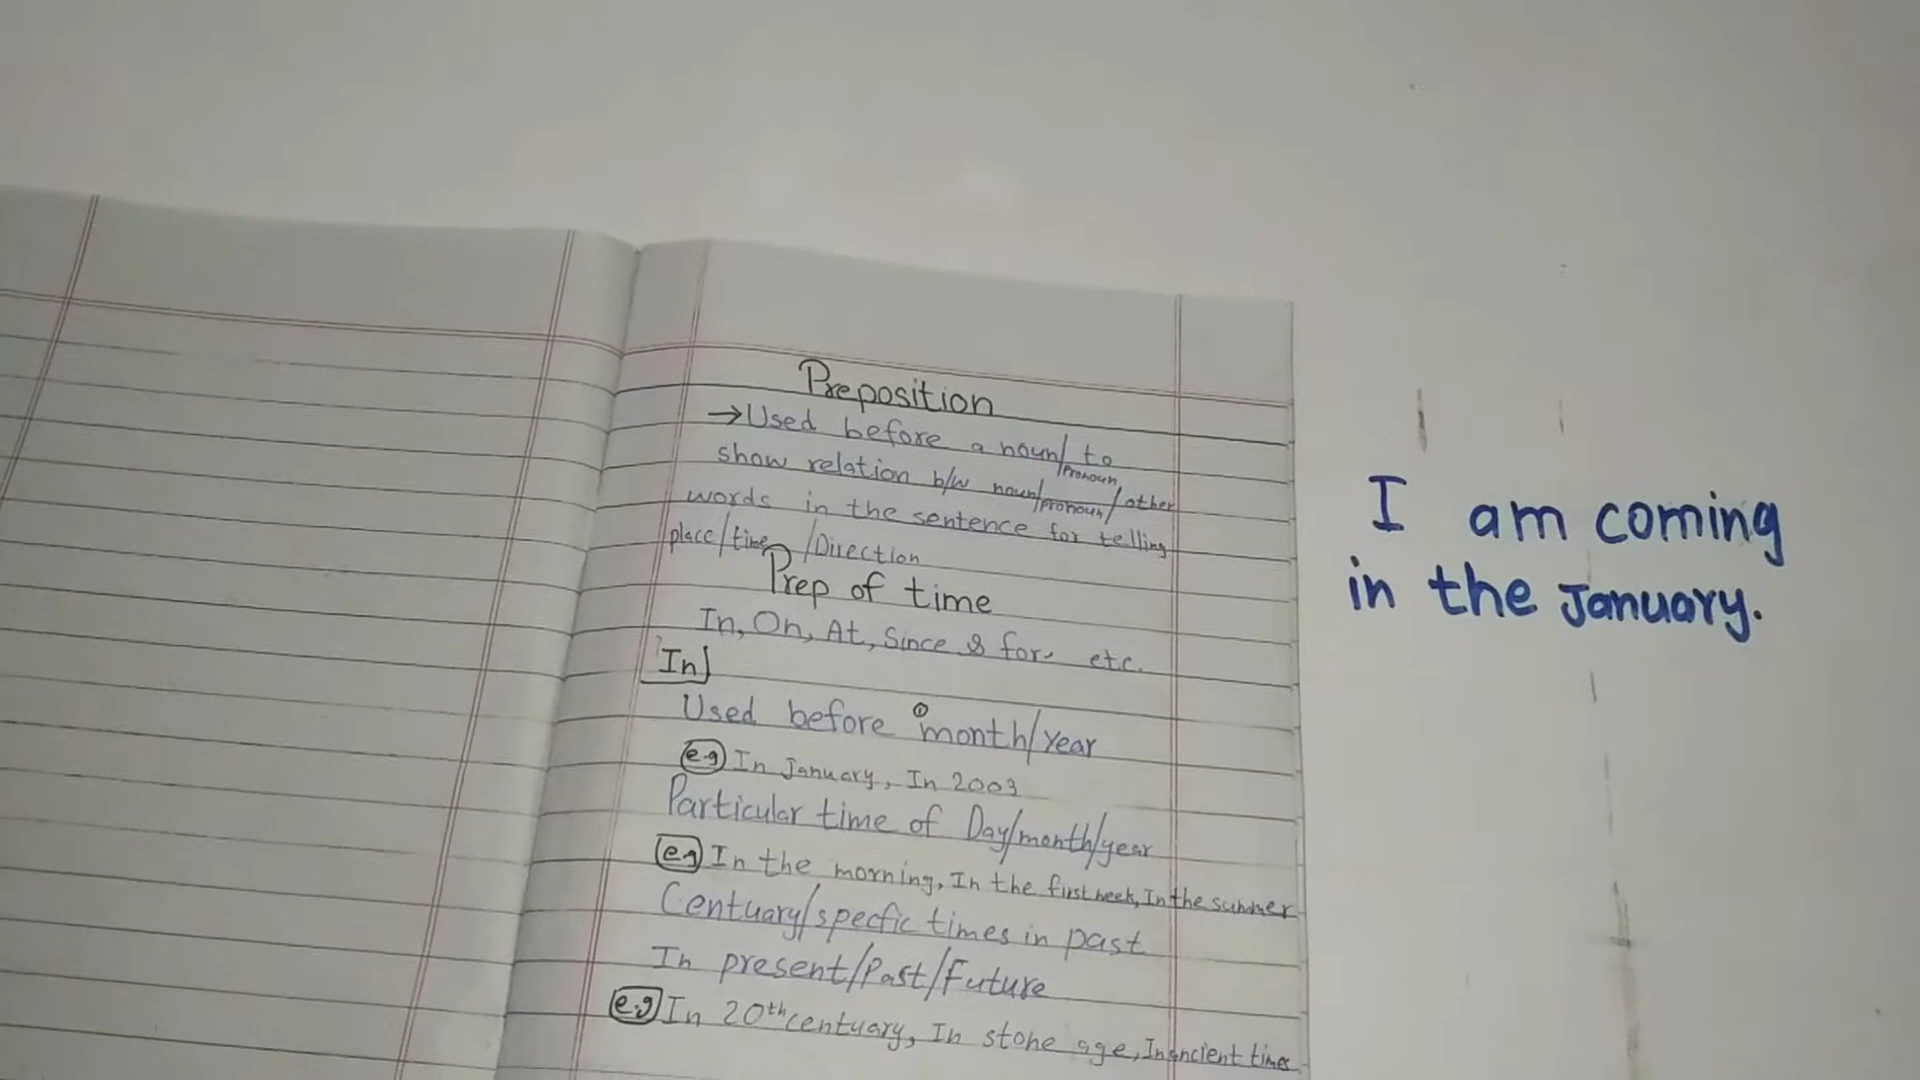 Preposition
→Used before a noun/pronoun to
show relation b/w noun/pronoun/other
words in the sentence for telling
place/time/Direction
Prep of time
In, On, At, Since & for etc.
In
Used before ① month/Year
e.g In January, In 2003
Particular time of Day/month/year
e.g In the morning, In the first week, In the summer
Centuary/specfic times in past
In present/Past/Future
e.g In 20th centuary, In stone age, In ancient times
I am coming
in the January.